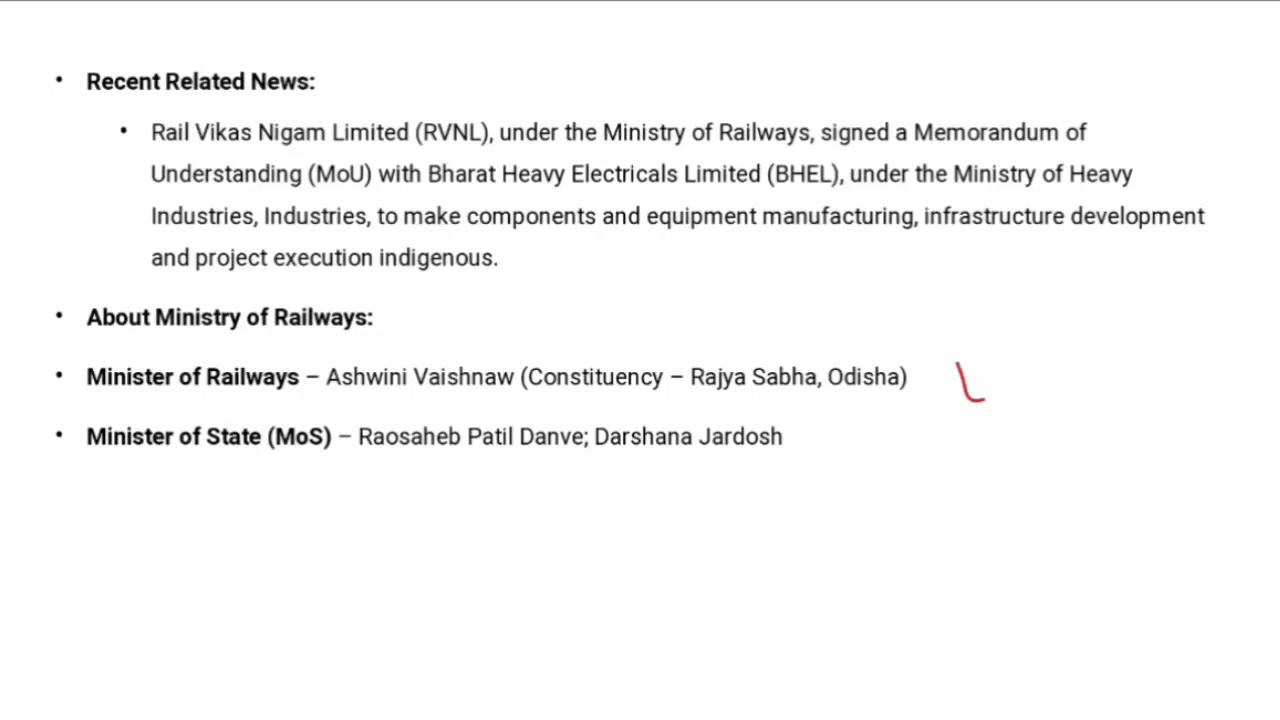 • Recent Related News:
• Rail Vikas Nigam Limited (RVNL), under the Ministry of Railways, signed a Memorandum of
Understanding (MoU) with Bharat Heavy Electricals Limited (BHEL), under the Ministry of Heavy
Industries, Industries, to make components and equipment manufacturing, infrastructure development
and project execution indigenous.
• About Ministry of Railways:
• Minister of Railways – Ashwini Vaishnaw (Constituency – Rajya Sabha, Odisha)
• Minister of State (MoS) – Raosaheb Patil Danve; Darshana Jardosh